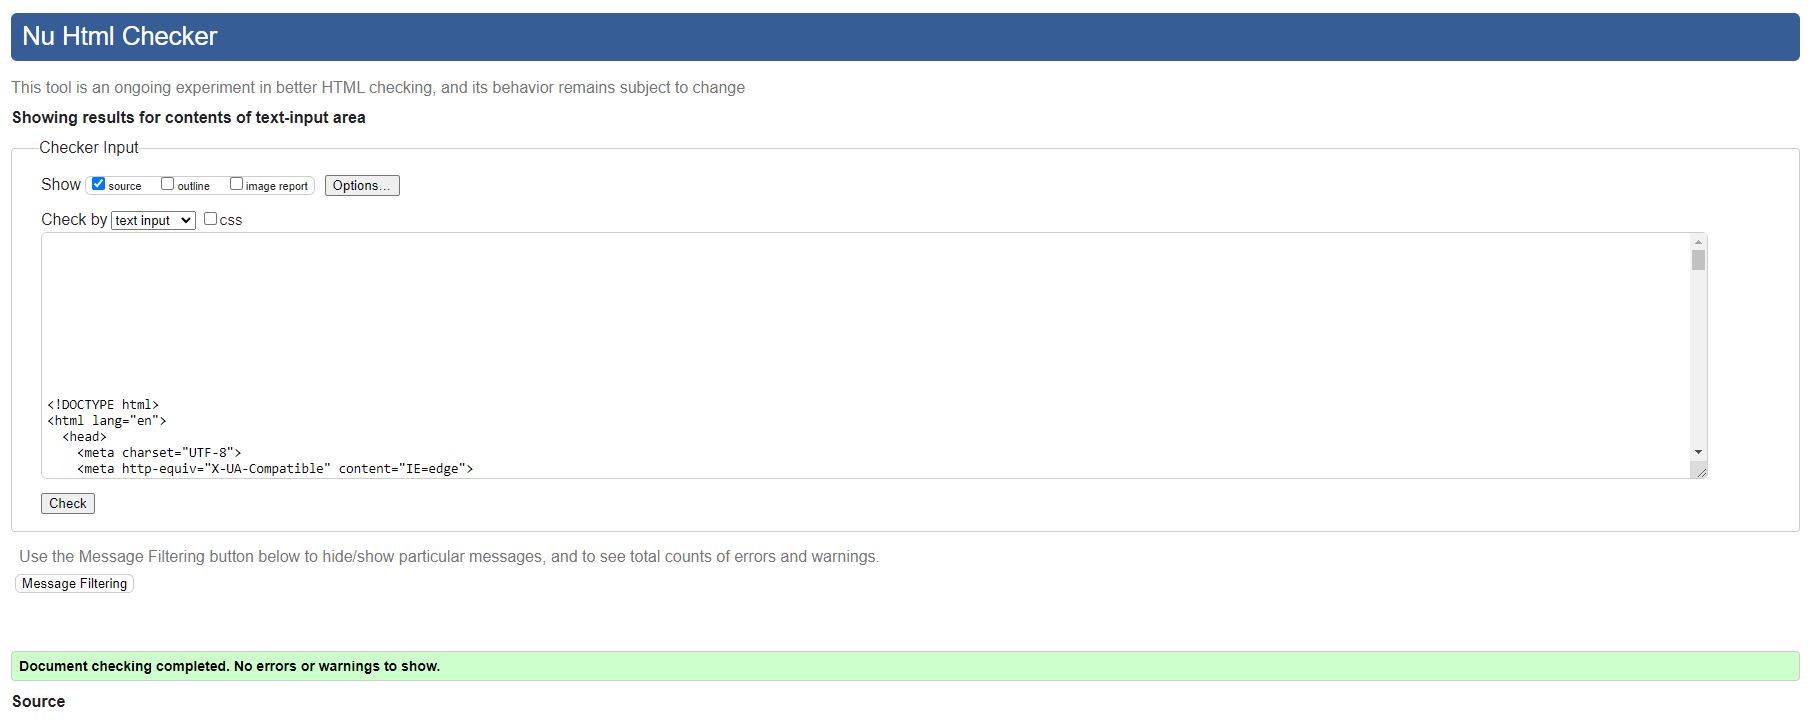 Nu Html Checker
This tool is an ongoing experiment in better HTML checking, and its behavior remains subject to change
Showing results for contents of text-input area
Checker Input
Show source outline image report Options...
Check by text input css
<!DOCTYPE html>
<html lang="en">
<head>
<meta charset="UTF-8">
<meta http-equiv="X-UA-Compatible" content="IE=edge">
Check
Use the Message Filtering button below to hide/show particular messages, and to see total counts of errors and warnings.
Message Filtering
Document checking completed. No errors or warnings to show.
Source